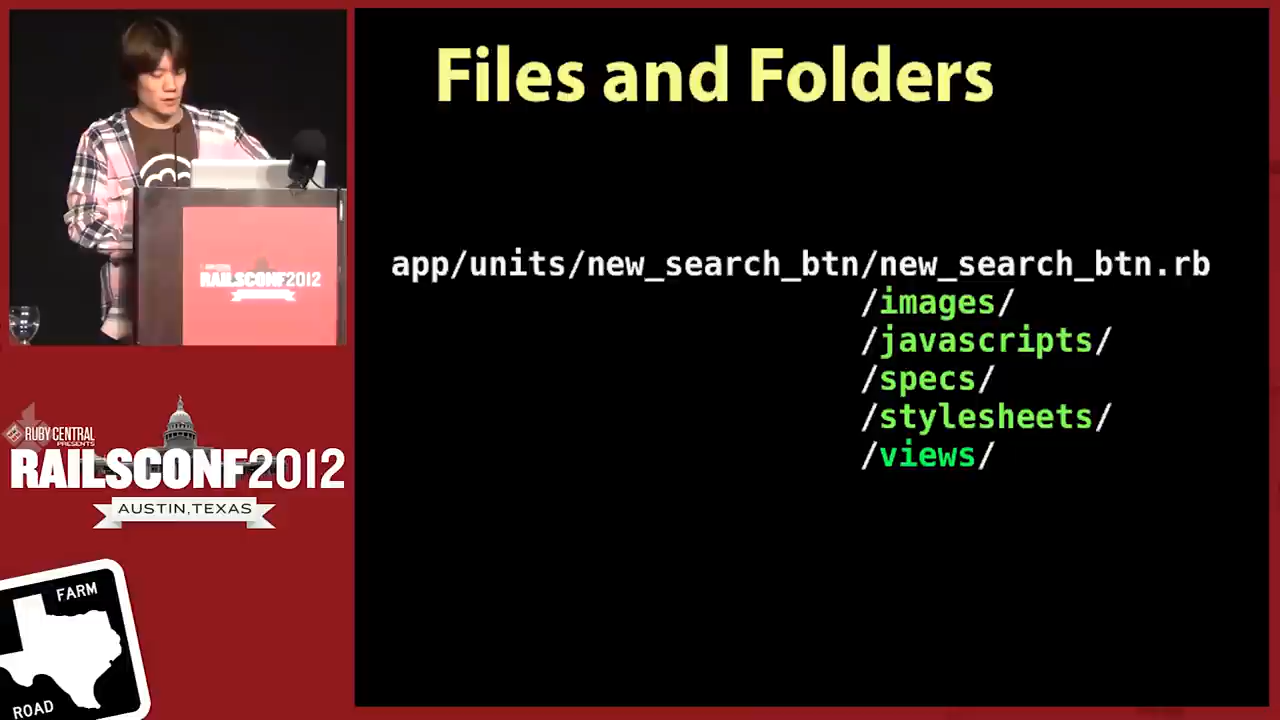 Files and Folders
app/units/new_search_btn/new_search_btn.rb
/images/
/javascripts/
/specs/
/stylesheets/
/views/
RAILSCONF2012
RUBY CENTRAL
PRESENTS
RAILSCONF2012
AUSTIN, TEXAS
FARM
ROAD